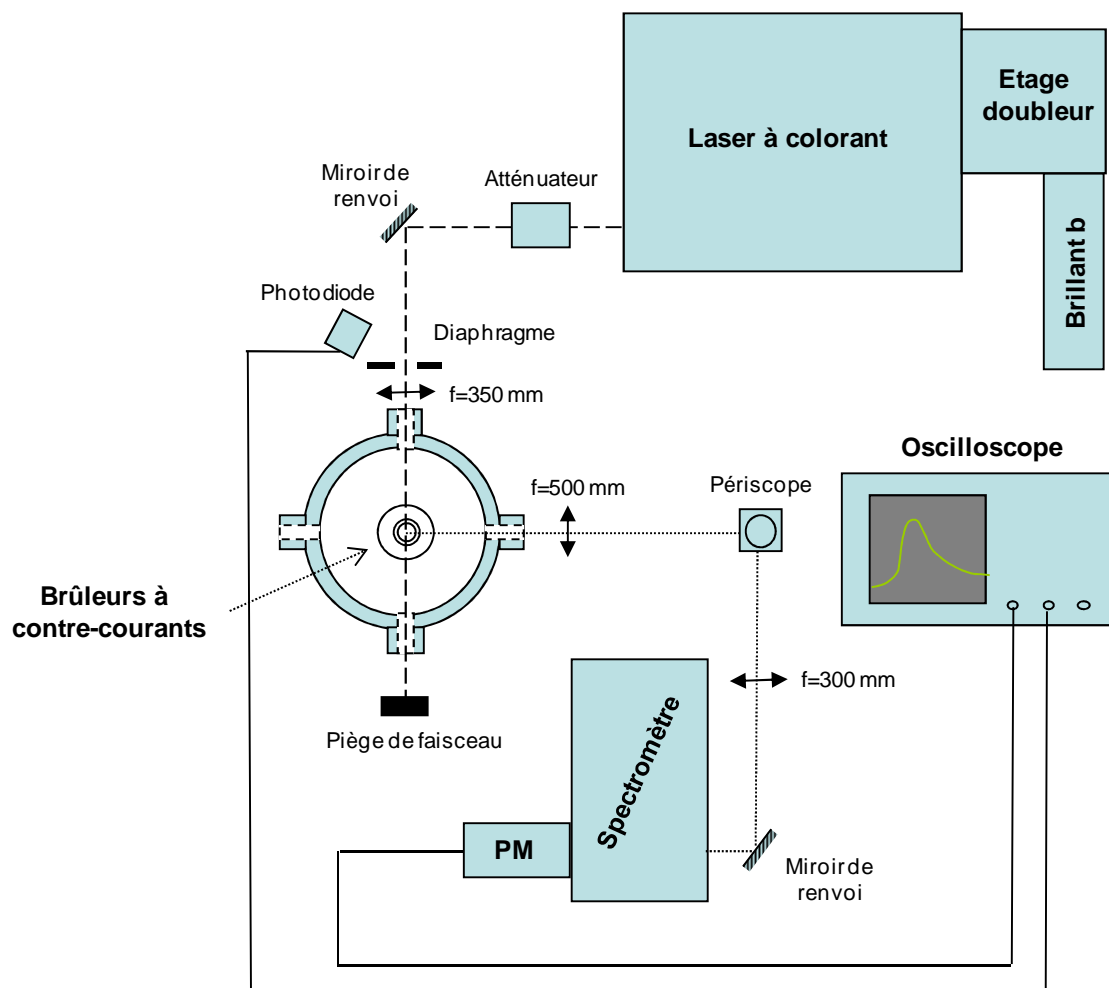 Etage
doubleur
Laser à colorant
Brillant b
Miroir de
renvoi
Atténuateur
Photodiode
Diaphragme
f=350 mm
Oscilloscope
f=500 mm
Périscope
Brûleurs à
contre-courants
f=300 mm
Spectromètre
Piège de faisceau
PM
Miroir de
renvoi